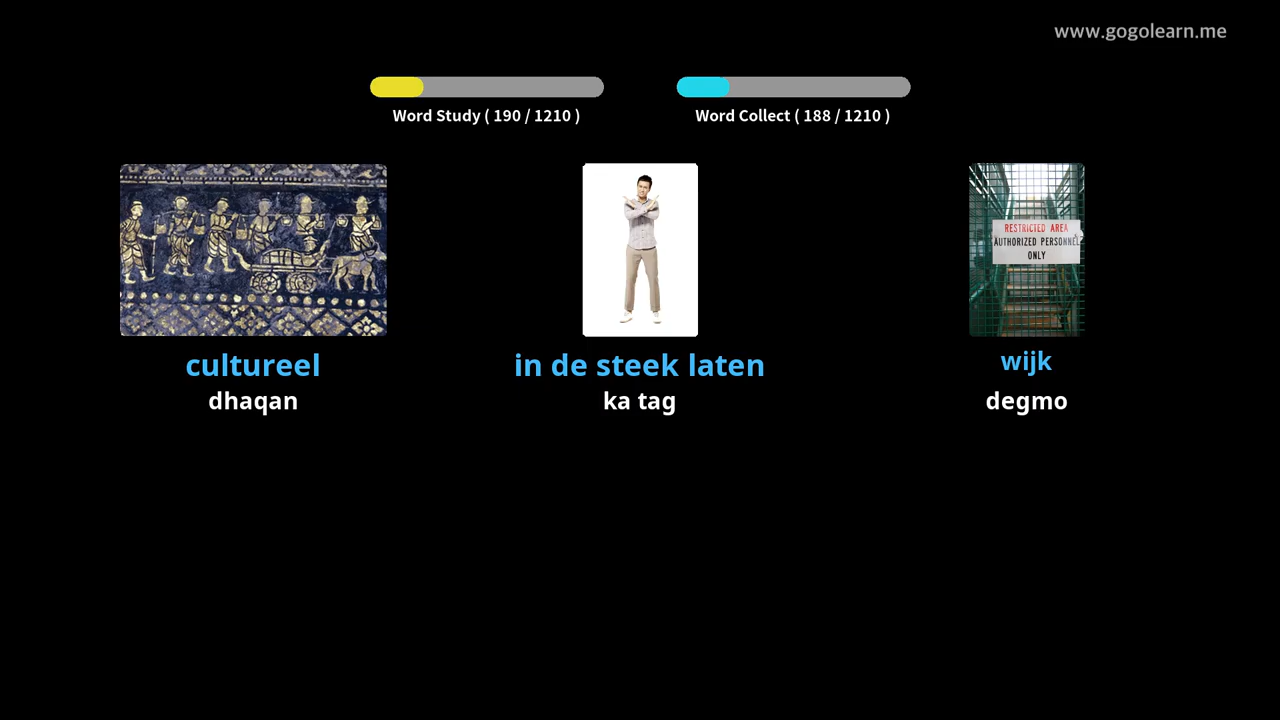 www.gogolearn.me
Word Study ( 190 / 1210 )
Word Collect ( 188 / 1210 )
RESTRICTED AREA
AUTHORIZED PERSONNEL
ONLY
cultureel
dhaqan
in de steek laten
ka tag
wijk
degmo